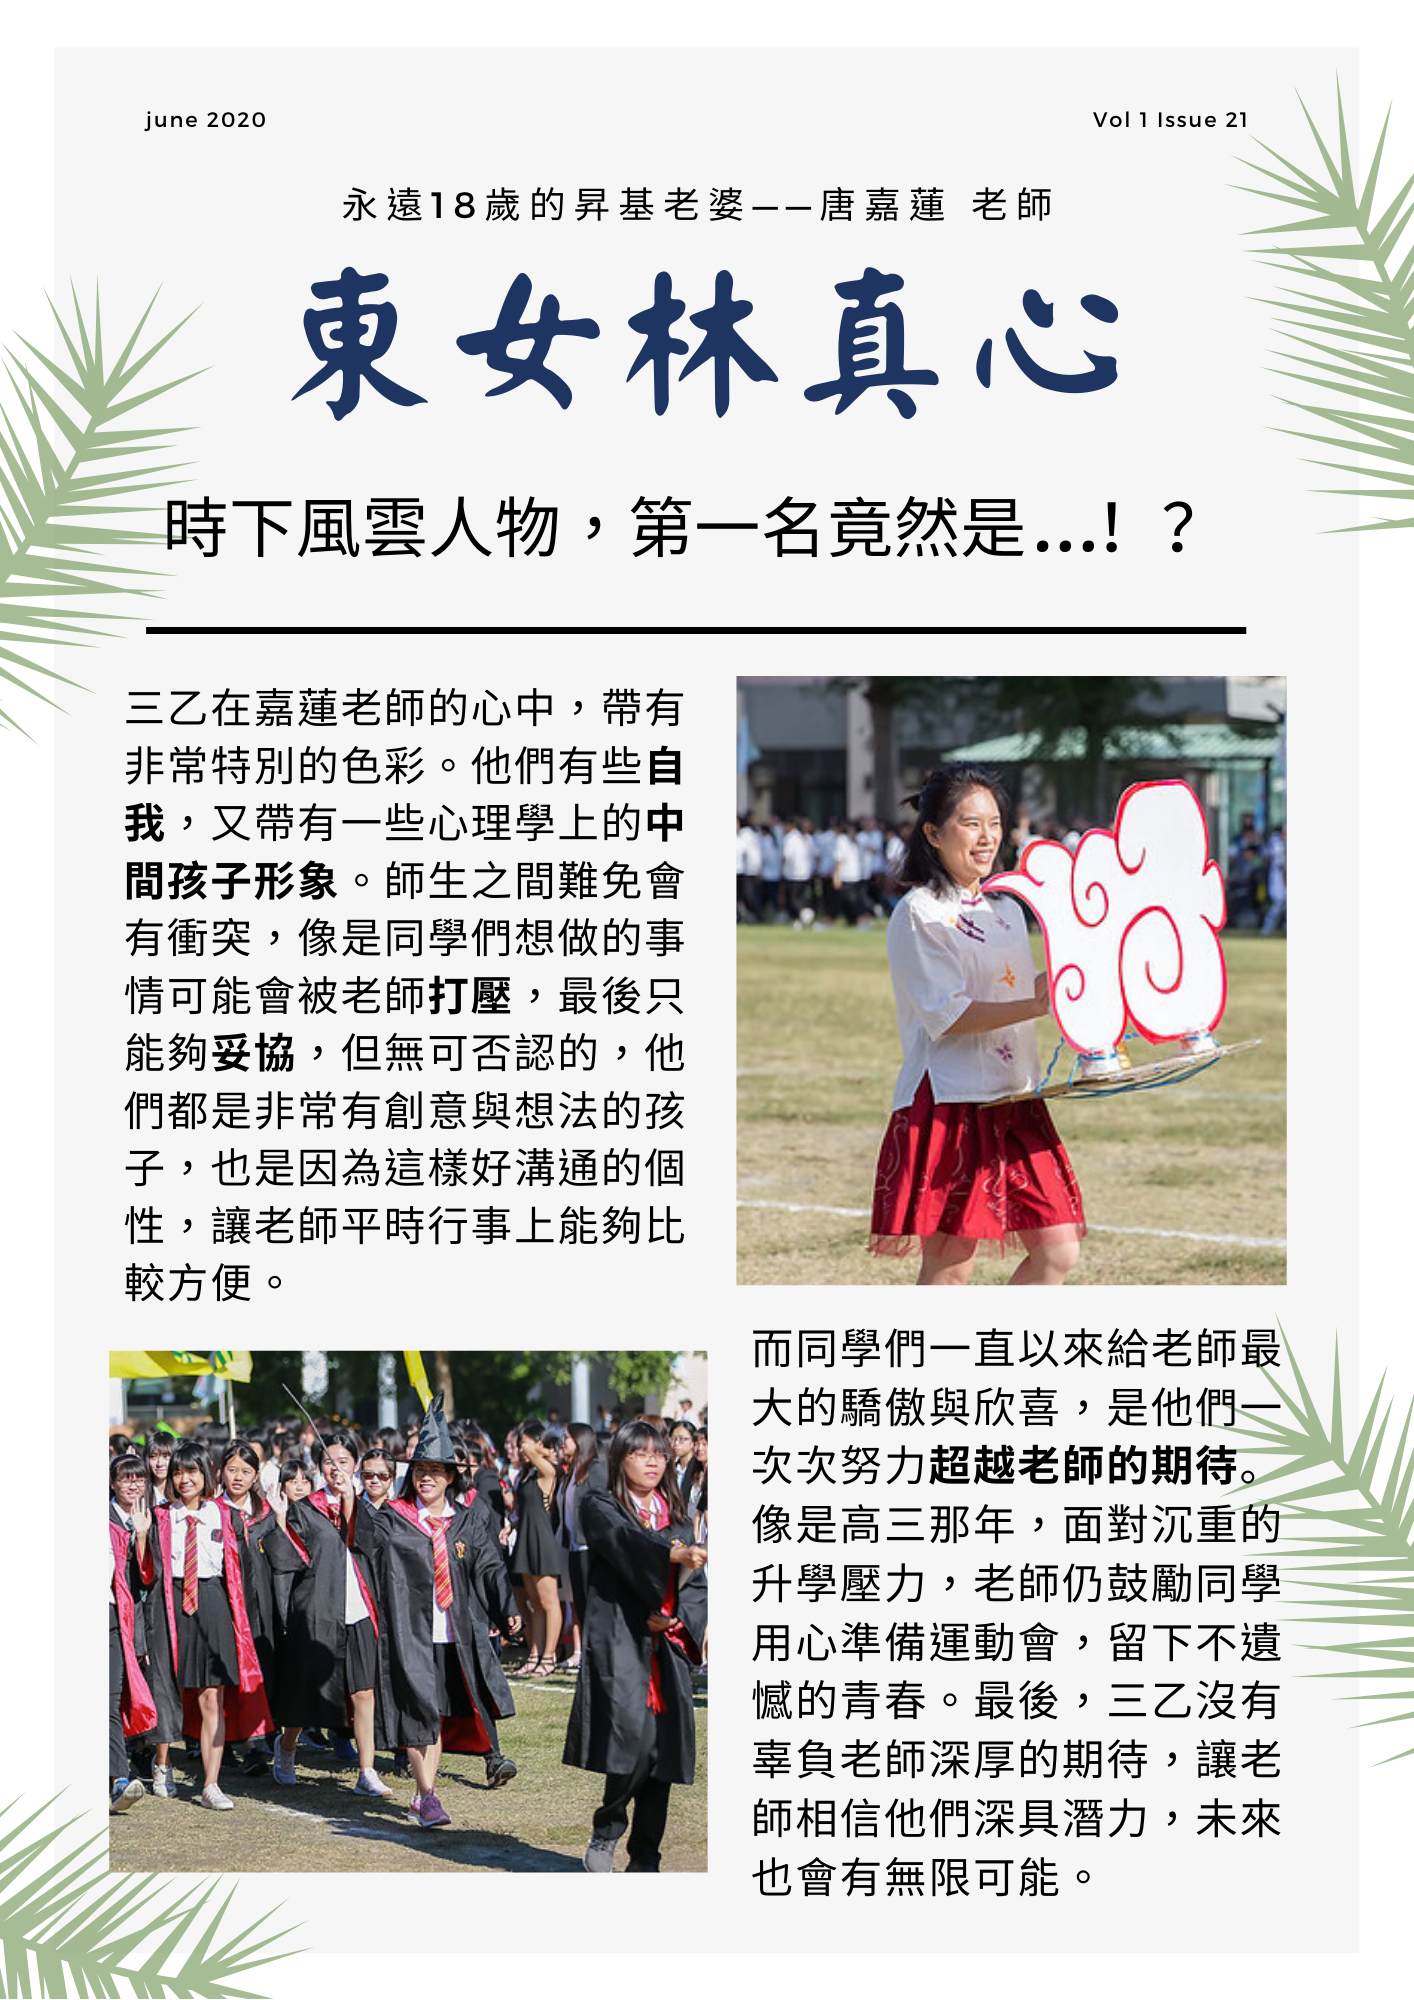 june 2020
Vol 1 Issue 21
永遠18歲的昇基老婆——唐嘉蓮 老師
東女林真心
時下風雲人物，第一名竟然是...！？
三乙在嘉蓮老師的心中，帶有
非常特別的色彩。他們有些自
我，又帶有一些心理學上的中
間孩子形象。師生之間難免會
有衝突，像是同學們想做的事
情可能會被老師打壓，最後只
能夠妥協，但無可否認的，他
們都是非常有創意與想法的孩
子，也是因為這樣好溝通的個
性，讓老師平時行事上能夠比
較方便。
而同學們一直以來給老師最
大的驕傲與欣喜，是他們一
次次努力超越老師的期待。
像是高三那年，面對沉重的
升學壓力，老師仍鼓勵同學
用心準備運動會，留下不遺
憾的青春。最後，三乙沒有
辜負老師深厚的期待，讓老
師相信他們深具潛力，未來
也會有無限可能。